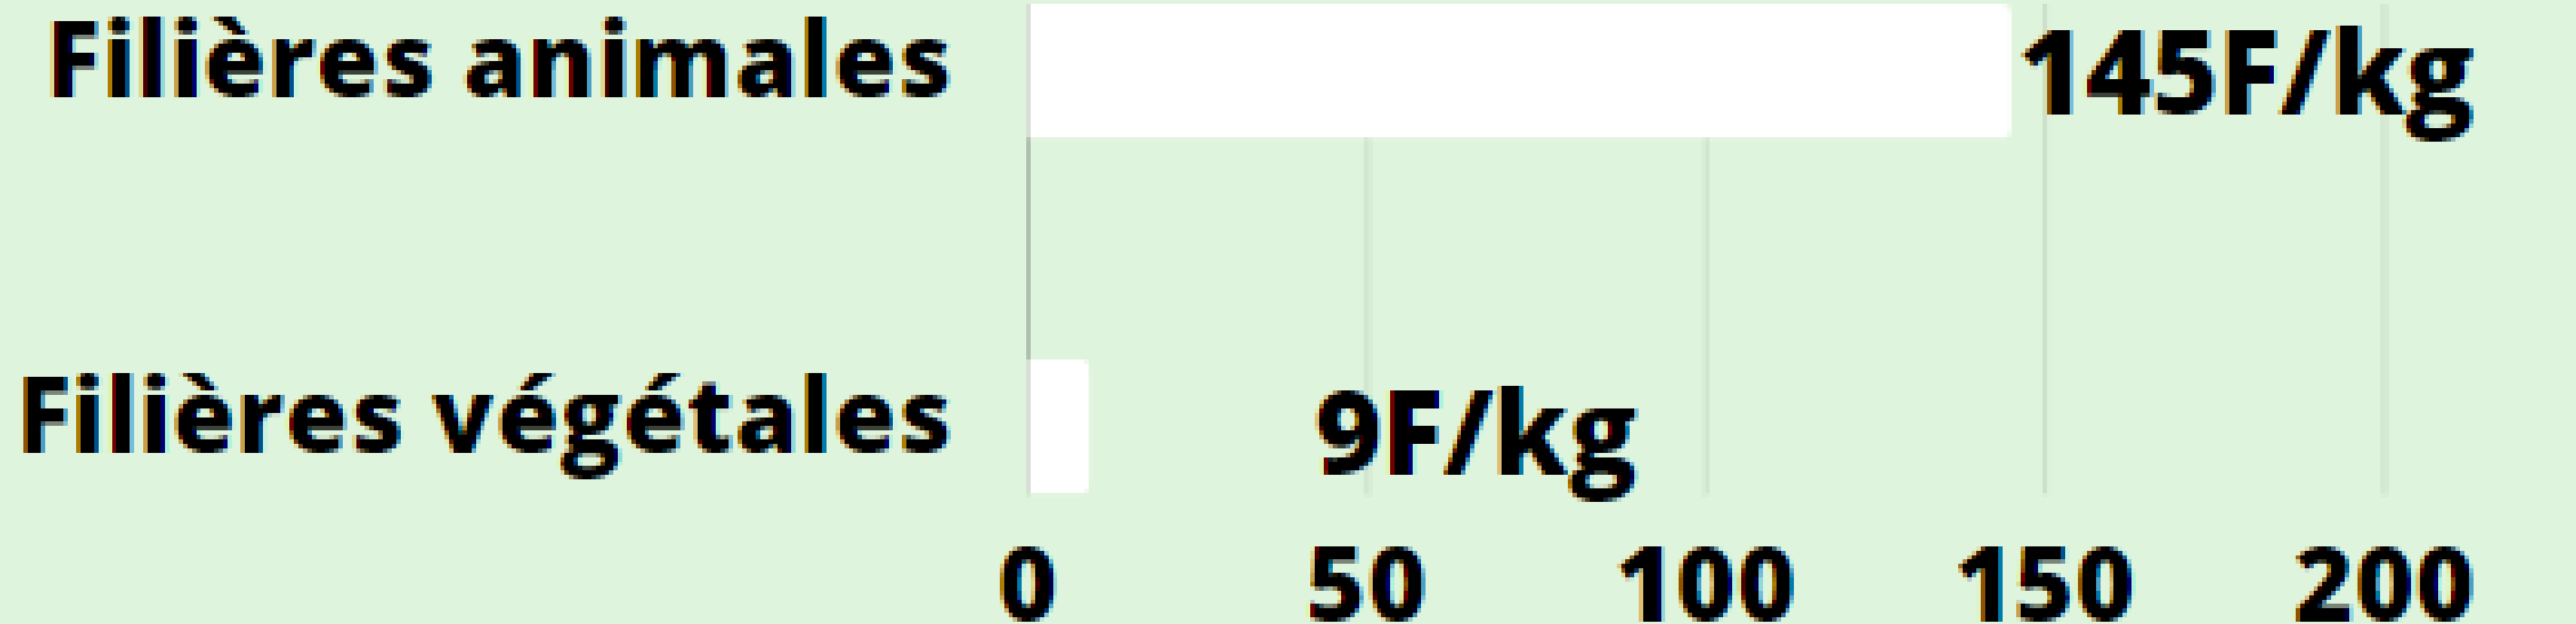 Filières animales 145F/kg
Filières végétales 9F/kg
0 50 100 150 200